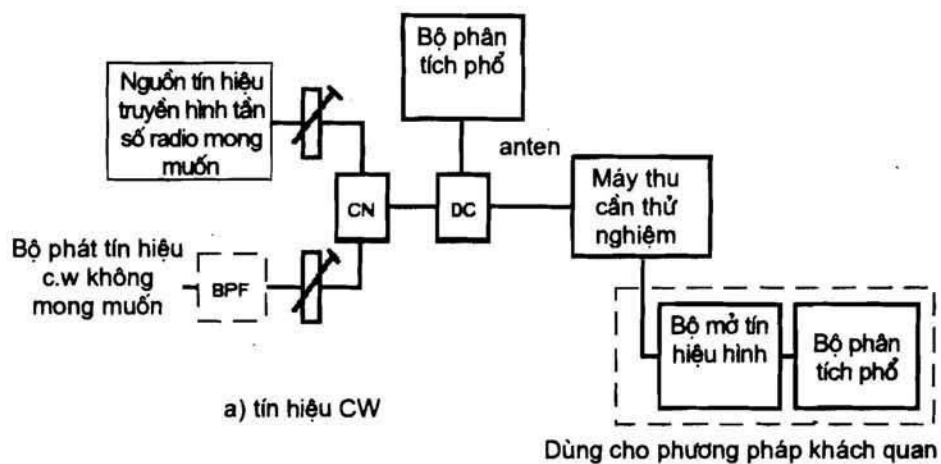 Nguồn tín hiệu
truyền hình tần
số radio mong
muốn
Bộ phân
tích phổ
anten
CN
DC
Máy thu
cần thử
nghiệm
Bộ phát tín hiệu
c.w không
mong muốn
BPF
Bộ mở tín
hiệu hình
Bộ phân
tích phổ
a) tín hiệu CW
Dùng cho phương pháp khách quan